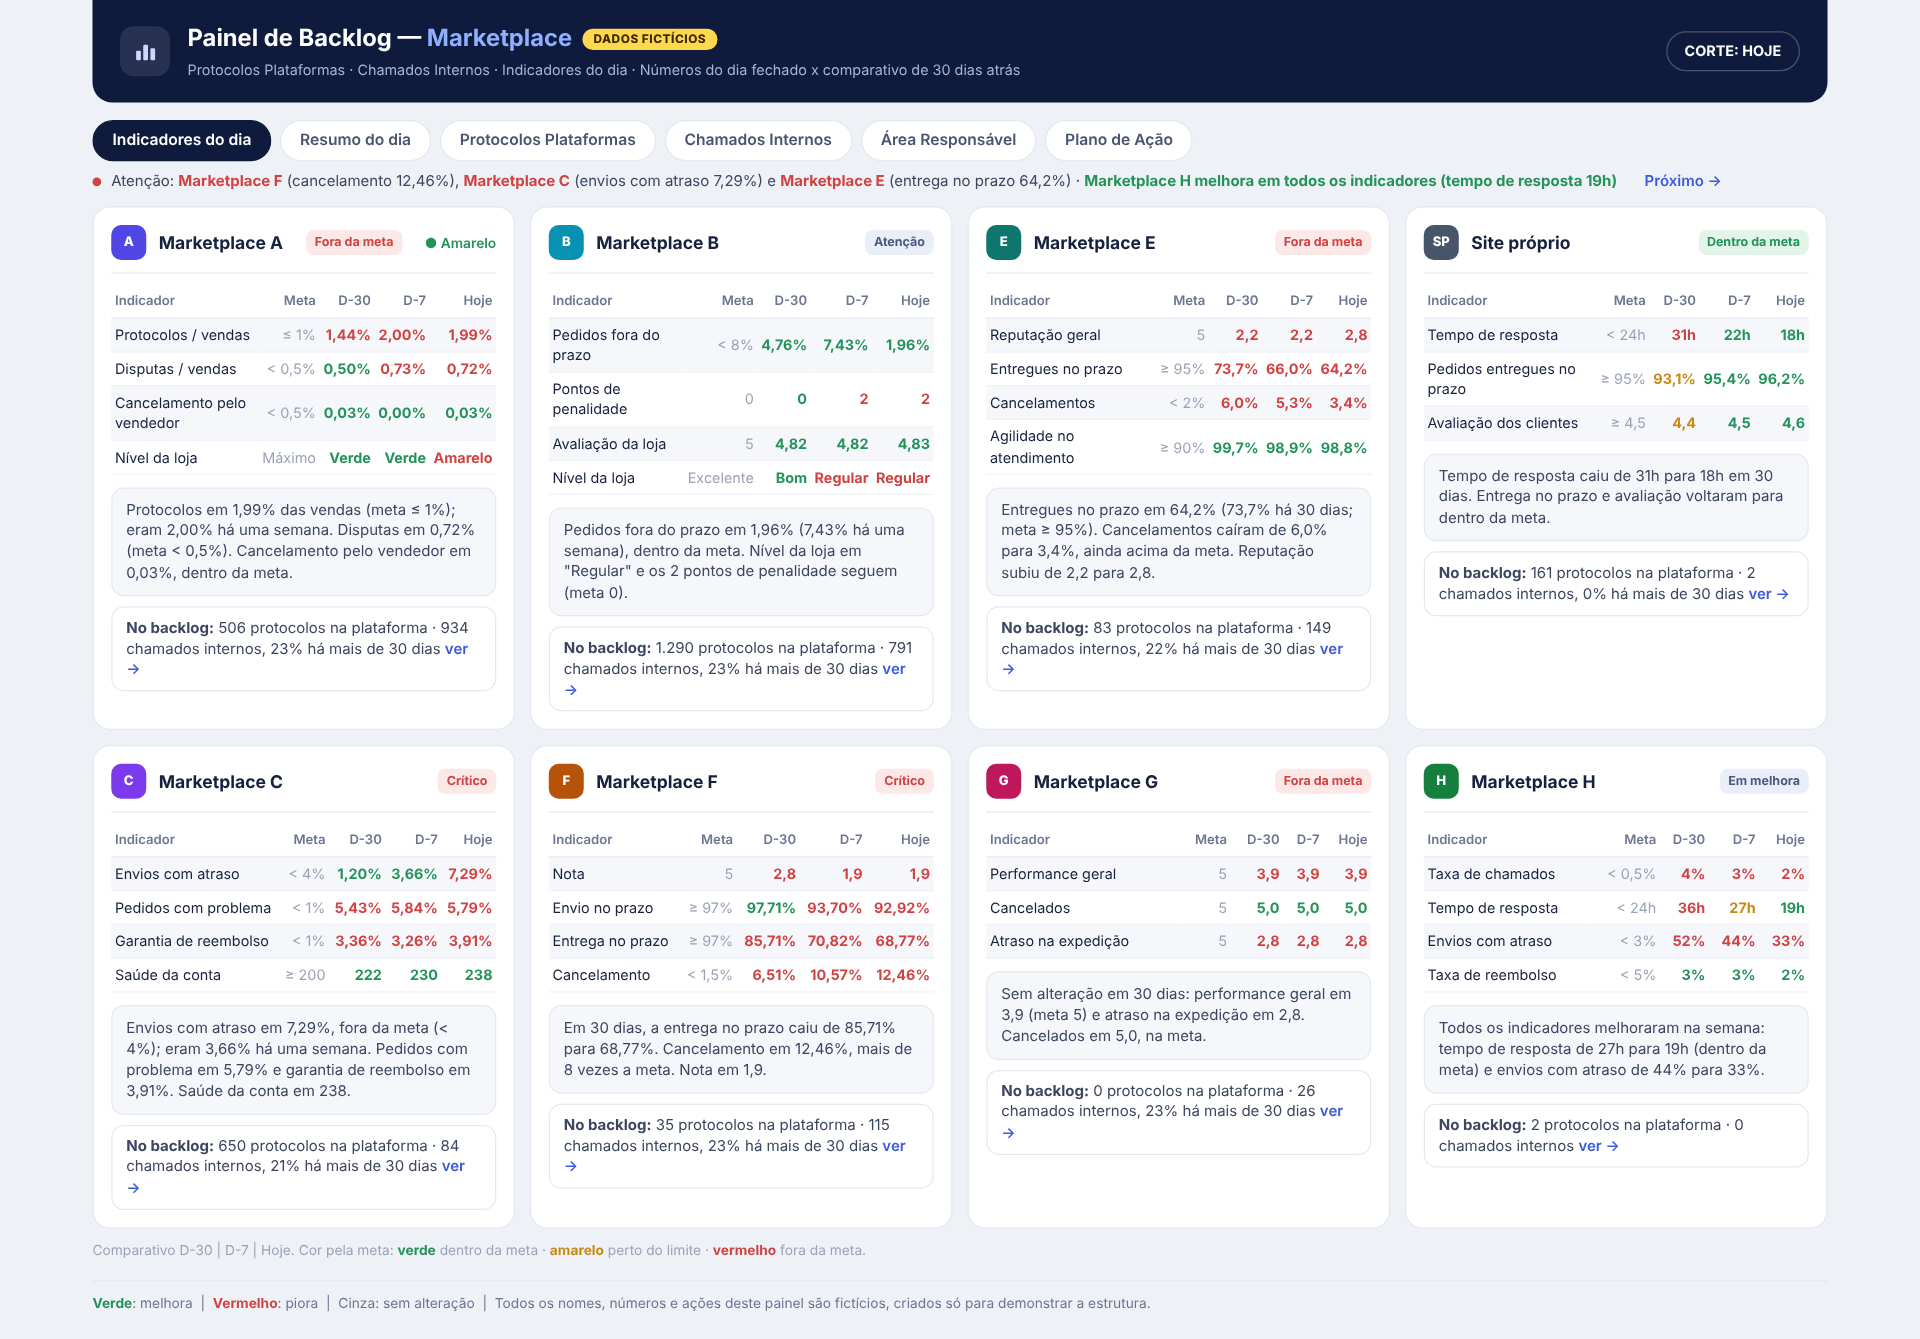 Painel de Backlog — Marketplace DADOS FICTÍCIOS
Protocolos Plataformas · Chamados Internos · Indicadores do dia · Números do dia fechado x comparativo de 30 dias atrás
CORTE: HOJE
Indicadores do dia Resumo do dia Protocolos Plataformas Chamados Internos Área Responsável Plano de Ação
Atenção: Marketplace F (cancelamento 12,46%), Marketplace C (envios com atraso 7,29%) e Marketplace E (entrega no prazo 64,2%) · Marketplace H melhora em todos os indicadores (tempo de resposta 19h) Próximo →
A Marketplace A Fora da meta ● Amarelo
Indicador Meta D-30 D-7 Hoje
Protocolos / vendas ≤ 1% 1,44% 2,00% 1,99%
Disputas / vendas < 0,5% 0,50% 0,73% 0,72%
Cancelamento pelo
vendedor < 0,5% 0,03% 0,00% 0,03%
Nível da loja Máximo Verde Verde Amarelo
Protocolos em 1,99% das vendas (meta ≤ 1%);
eram 2,00% há uma semana. Disputas em 0,72%
(meta < 0,5%). Cancelamento pelo vendedor em
0,03%, dentro da meta.
No backlog: 506 protocolos na plataforma · 934
chamados internos, 23% há mais de 30 dias ver
→
B Marketplace B Atenção
Indicador Meta D-30 D-7 Hoje
Pedidos fora do
prazo < 8% 4,76% 7,43% 1,96%
Pontos de
penalidade 0 0 2 2
Avaliação da loja 5 4,82 4,82 4,83
Nível da loja Excelente Bom Regular Regular
Pedidos fora do prazo em 1,96% (7,43% há uma
semana), dentro da meta. Nível da loja em
"Regular" e os 2 pontos de penalidade seguem
(meta 0).
No backlog: 1.290 protocolos na plataforma · 791
chamados internos, 23% há mais de 30 dias ver
→
E Marketplace E Fora da meta
Indicador Meta D-30 D-7 Hoje
Reputação geral 5 2,2 2,2 2,8
Entregues no prazo ≥ 95% 73,7% 66,0% 64,2%
Cancelamentos < 2% 6,0% 5,3% 3,4%
Agilidade no
atendimento ≥ 90% 99,7% 98,9% 98,8%
Entregues no prazo em 64,2% (73,7% há 30 dias;
meta ≥ 95%). Cancelamentos caíram de 6,0%
para 3,4%, ainda acima da meta. Reputação
subiu de 2,2 para 2,8.
No backlog: 83 protocolos na plataforma · 149
chamados internos, 22% há mais de 30 dias ver
→
SP Site próprio Dentro da meta
Indicador Meta D-30 D-7 Hoje
Tempo de resposta < 24h 31h 22h 18h
Pedidos entregues no
prazo ≥ 95% 93,1% 95,4% 96,2%
Avaliação dos clientes ≥ 4,5 4,4 4,5 4,6
Tempo de resposta caiu de 31h para 18h em 30
dias. Entrega no prazo e avaliação voltaram para
dentro da meta.
No backlog: 161 protocolos na plataforma · 2
chamados internos, 0% há mais de 30 dias ver →
C Marketplace C Crítico
Indicador Meta D-30 D-7 Hoje
Envios com atraso < 4% 1,20% 3,66% 7,29%
Pedidos com problema < 1% 5,43% 5,84% 5,79%
Garantia de reembolso < 1% 3,36% 3,26% 3,91%
Saúde da conta ≥ 200 222 230 238
Envios com atraso em 7,29%, fora da meta (<
4%); eram 3,66% há uma semana. Pedidos com
problema em 5,79% e garantia de reembolso em
3,91%. Saúde da conta em 238.
No backlog: 650 protocolos na plataforma · 84
chamados internos, 21% há mais de 30 dias ver
→
F Marketplace F Crítico
Indicador Meta D-30 D-7 Hoje
Nota 5 2,8 1,9 1,9
Envio no prazo ≥ 97% 97,71% 93,70% 92,92%
Entrega no prazo ≥ 97% 85,71% 70,82% 68,77%
Cancelamento < 1,5% 6,51% 10,57% 12,46%
Em 30 dias, a entrega no prazo caiu de 85,71%
para 68,77%. Cancelamento em 12,46%, mais de
8 vezes a meta. Nota em 1,9.
No backlog: 35 protocolos na plataforma · 115
chamados internos, 23% há mais de 30 dias ver
→
G Marketplace G Fora da meta
Indicador Meta D-30 D-7 Hoje
Performance geral 5 3,9 3,9 3,9
Cancelados 5 5,0 5,0 5,0
Atraso na expedição 5 2,8 2,8 2,8
Sem alteração em 30 dias: performance geral em
3,9 (meta 5) e atraso na expedição em 2,8.
Cancelados em 5,0, na meta.
No backlog: 0 protocolos na plataforma · 26
chamados internos, 23% há mais de 30 dias ver
→
H Marketplace H Em melhora
Indicador Meta D-30 D-7 Hoje
Taxa de chamados < 0,5% 4% 3% 2%
Tempo de resposta < 24h 36h 27h 19h
Envios com atraso < 3% 52% 44% 33%
Taxa de reembolso < 5% 3% 3% 2%
Todos os indicadores melhoraram na semana:
tempo de resposta de 27h para 19h (dentro da
meta) e envios com atraso de 44% para 33%.
No backlog: 2 protocolos na plataforma · 0
chamados internos ver →
Comparativo D-30 | D-7 | Hoje. Cor pela meta: verde dentro da meta · amarelo perto do limite · vermelho fora da meta.
Verde: melhora | Vermelho: piora | Cinza: sem alteração | Todos os nomes, números e ações deste painel são fictícios, criados só para demonstrar a estrutura.